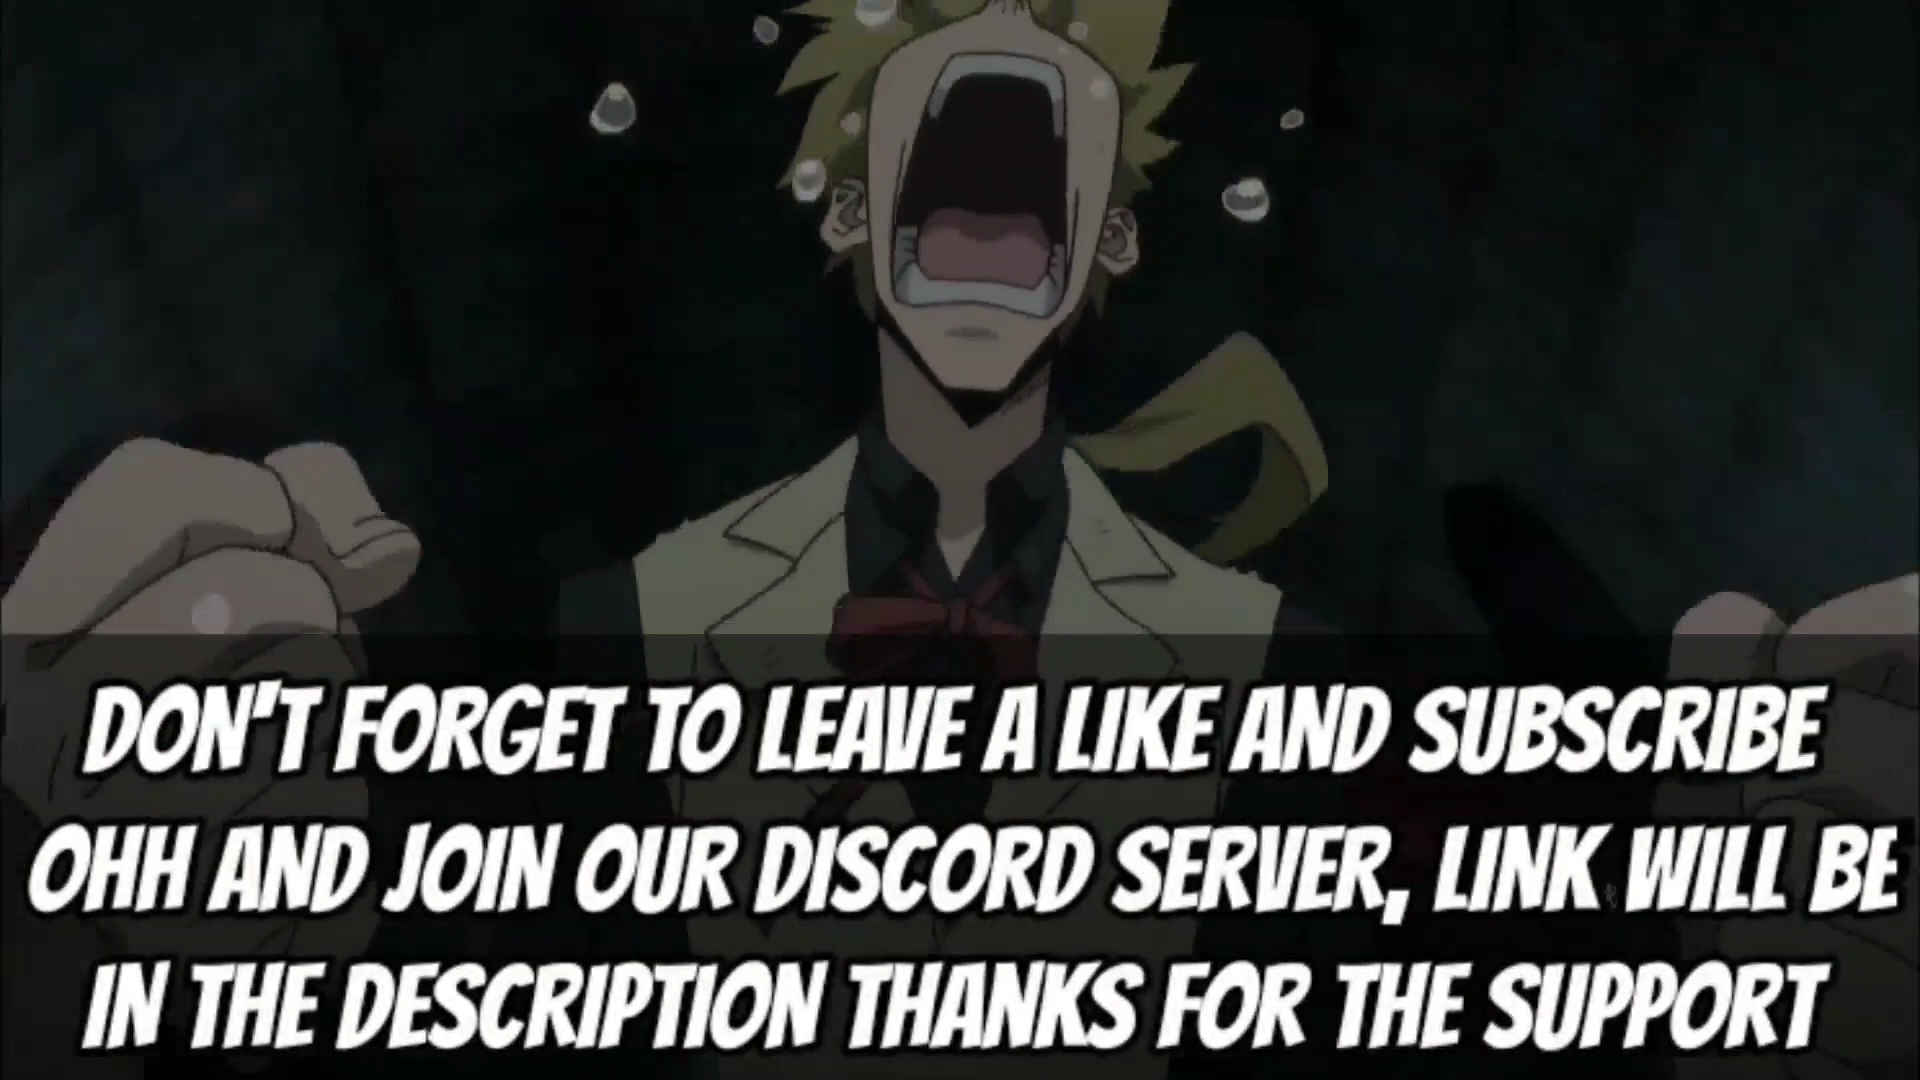 DON'T FORGET TO LEAVE A LIKE AND SUBSCRIBE
OHH AND JOIN OUR DISCORD SERVER, LINK WILL BE
IN THE DESCRIPTION THANKS FOR THE SUPPORT